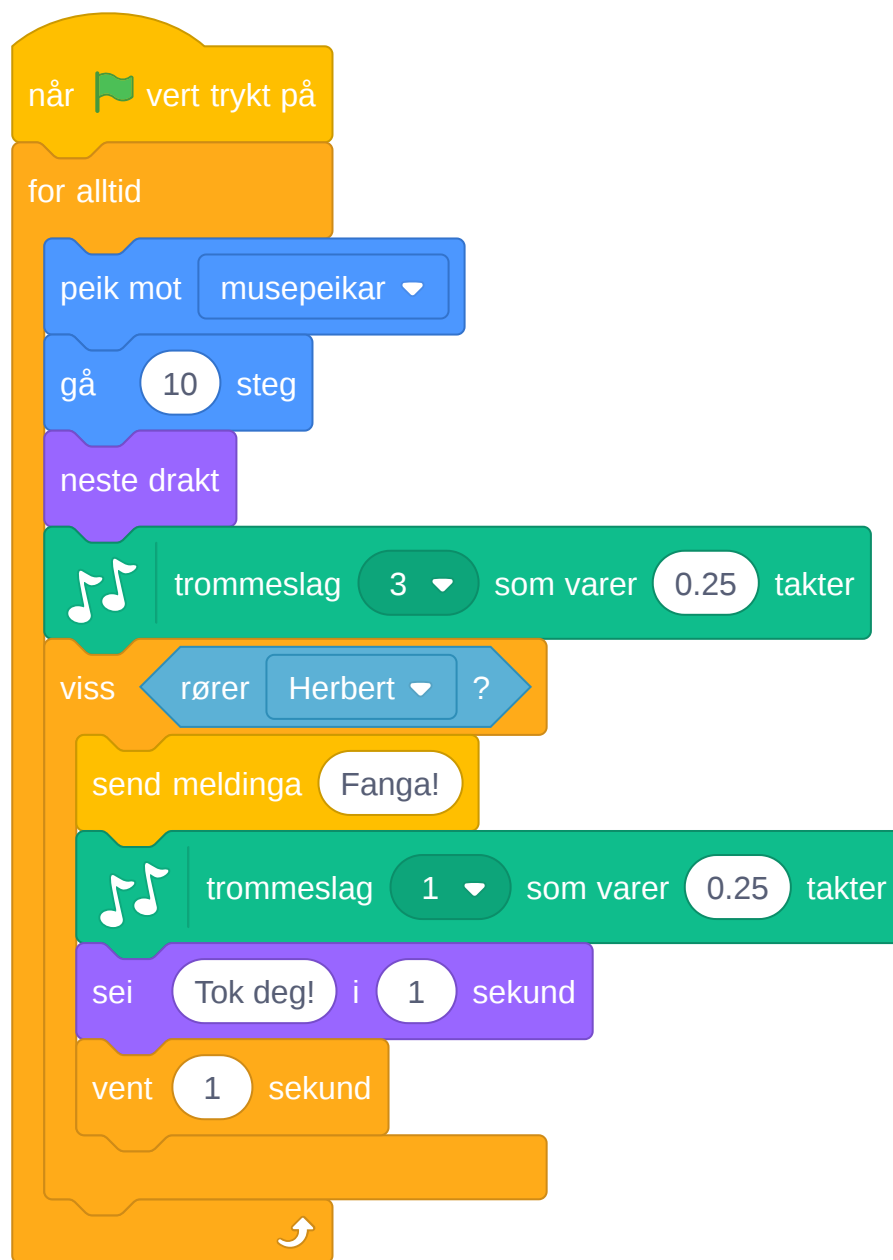 når vert trykt på
for alltid
peik mot musepeikar
gå 10 steg
neste drakt
trommeslag 3 som varer 0.25 takter
viss rører Herbert ?
send meldinga Fanga!
trommeslag 1 som varer 0.25 takter
sei Tok deg! i 1 sekund
vent 1 sekund